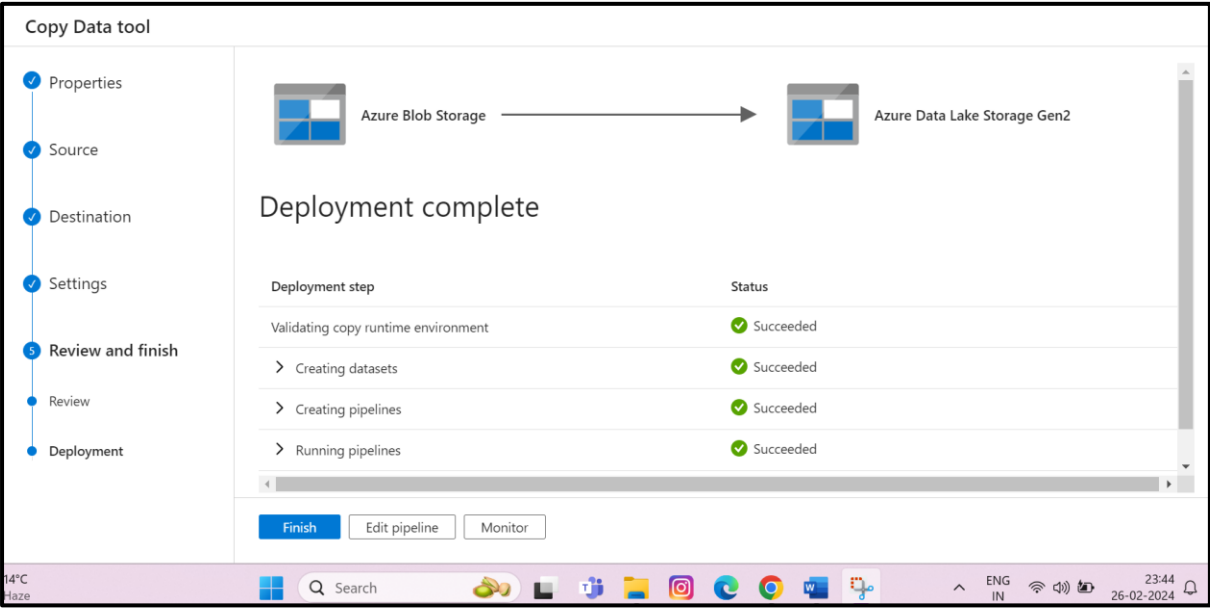 Copy Data tool
Properties
Source
Destination
Settings
5 Review and finish
Review
Deployment
Azure Blob Storage
Azure Data Lake Storage Gen2
Deployment complete
Deployment step Status
Validating copy runtime environment Succeeded
Creating datasets Succeeded
Creating pipelines Succeeded
Running pipelines Succeeded
Finish Edit pipeline Monitor
14°C
Haze
Search
ENG
IN
23:44
26-02-2024